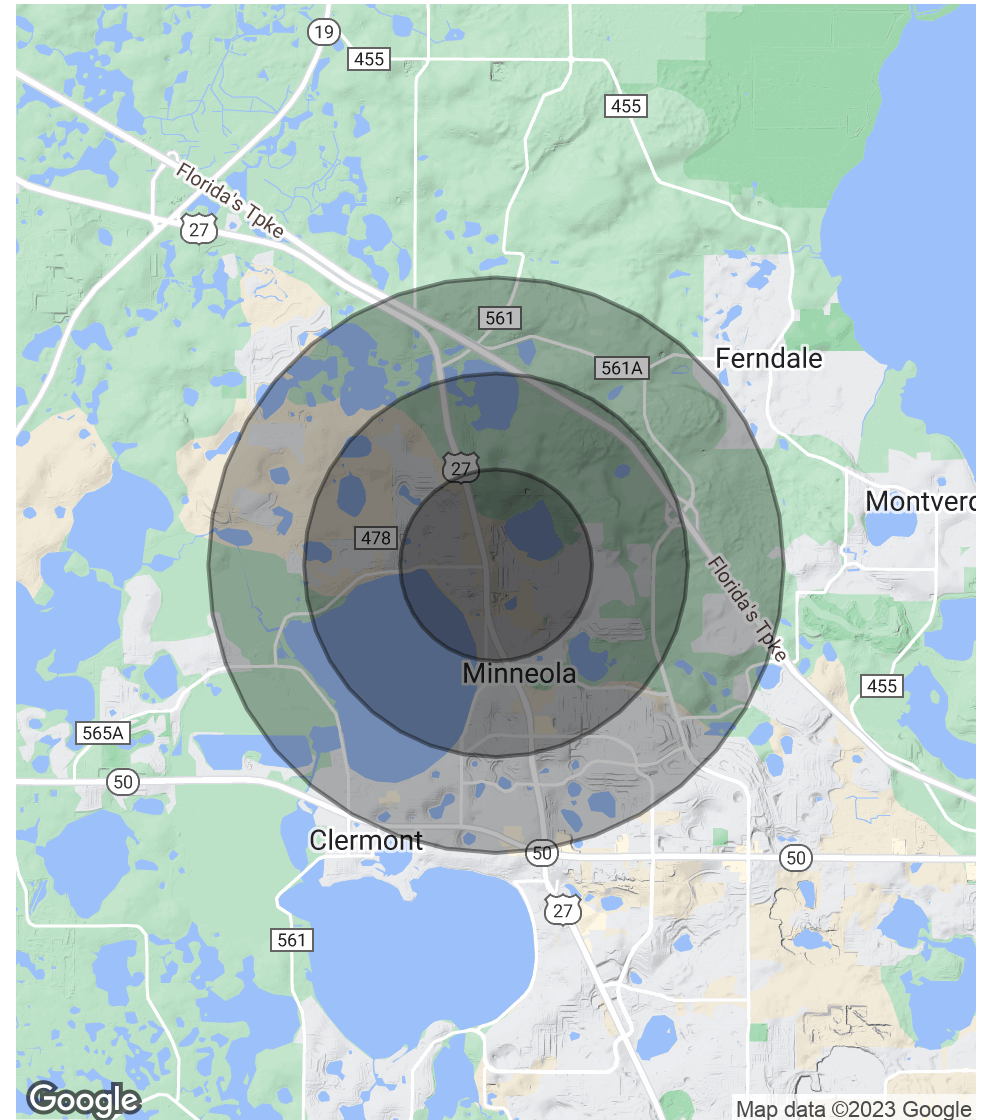 19
455
455
Florida's Tpke
27
561
Ferndale
561A
27
Montverd
478
Florida's Tpke
Minneola
455
565A
50
Clermont
50
50
27
561
Google
Map data ©2023 Google